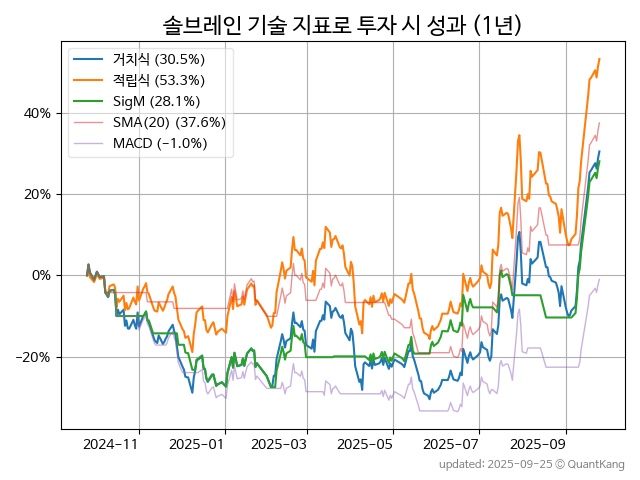 솔브레인 기술 지표로 투자 시 성과 (1년)
거치식 (30.5%)
적립식 (53.3%)
SigM (28.1%)
SMA(20) (37.6%)
MACD (−1.0%)
40%
20%
0%
−20%
2024-11 2025-01 2025-03 2025-05 2025-07 2025-09
updated: 2025-09-25 © QuantKang